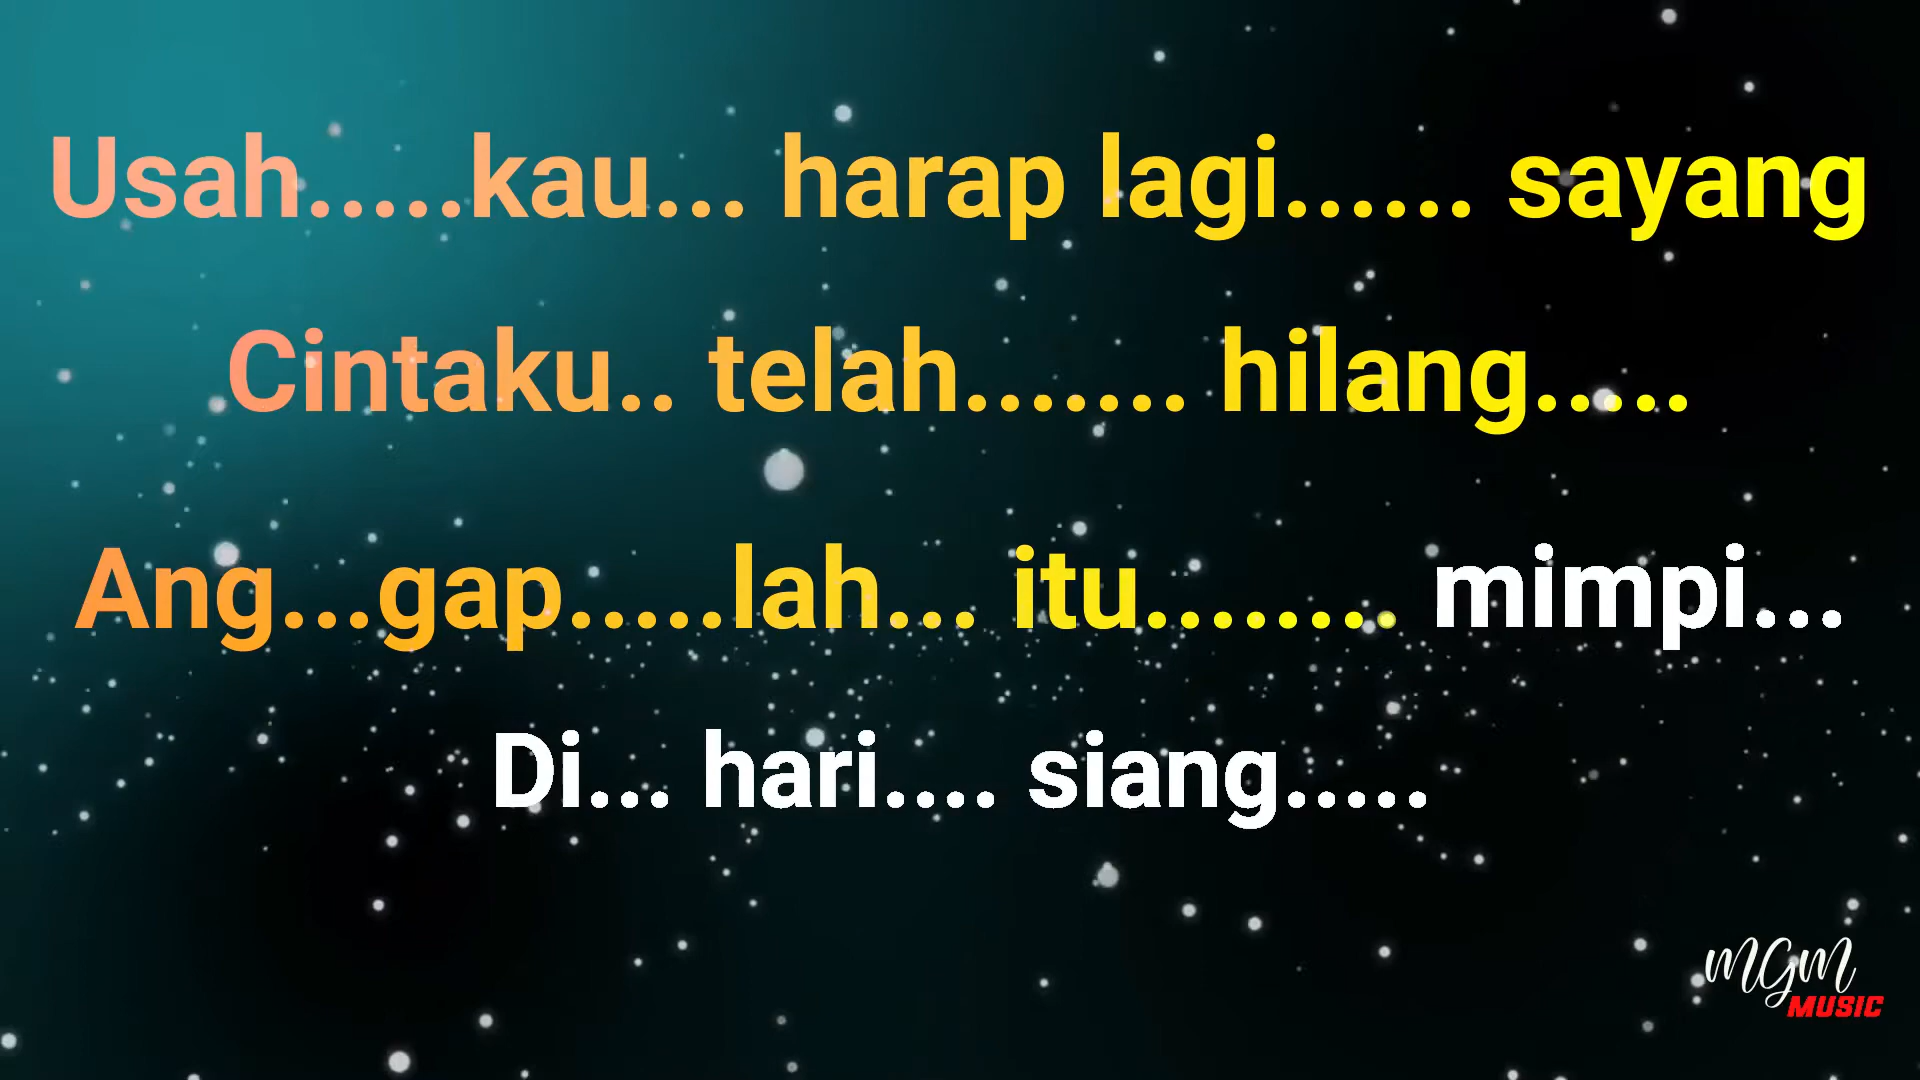 Usah.....kau... harap lagi...... sayang
Cintaku.. telah....... hilang.....
Ang...gap.....lah... itu........ mimpi...
Di... hari.... siang.....
MGM
MUSIC